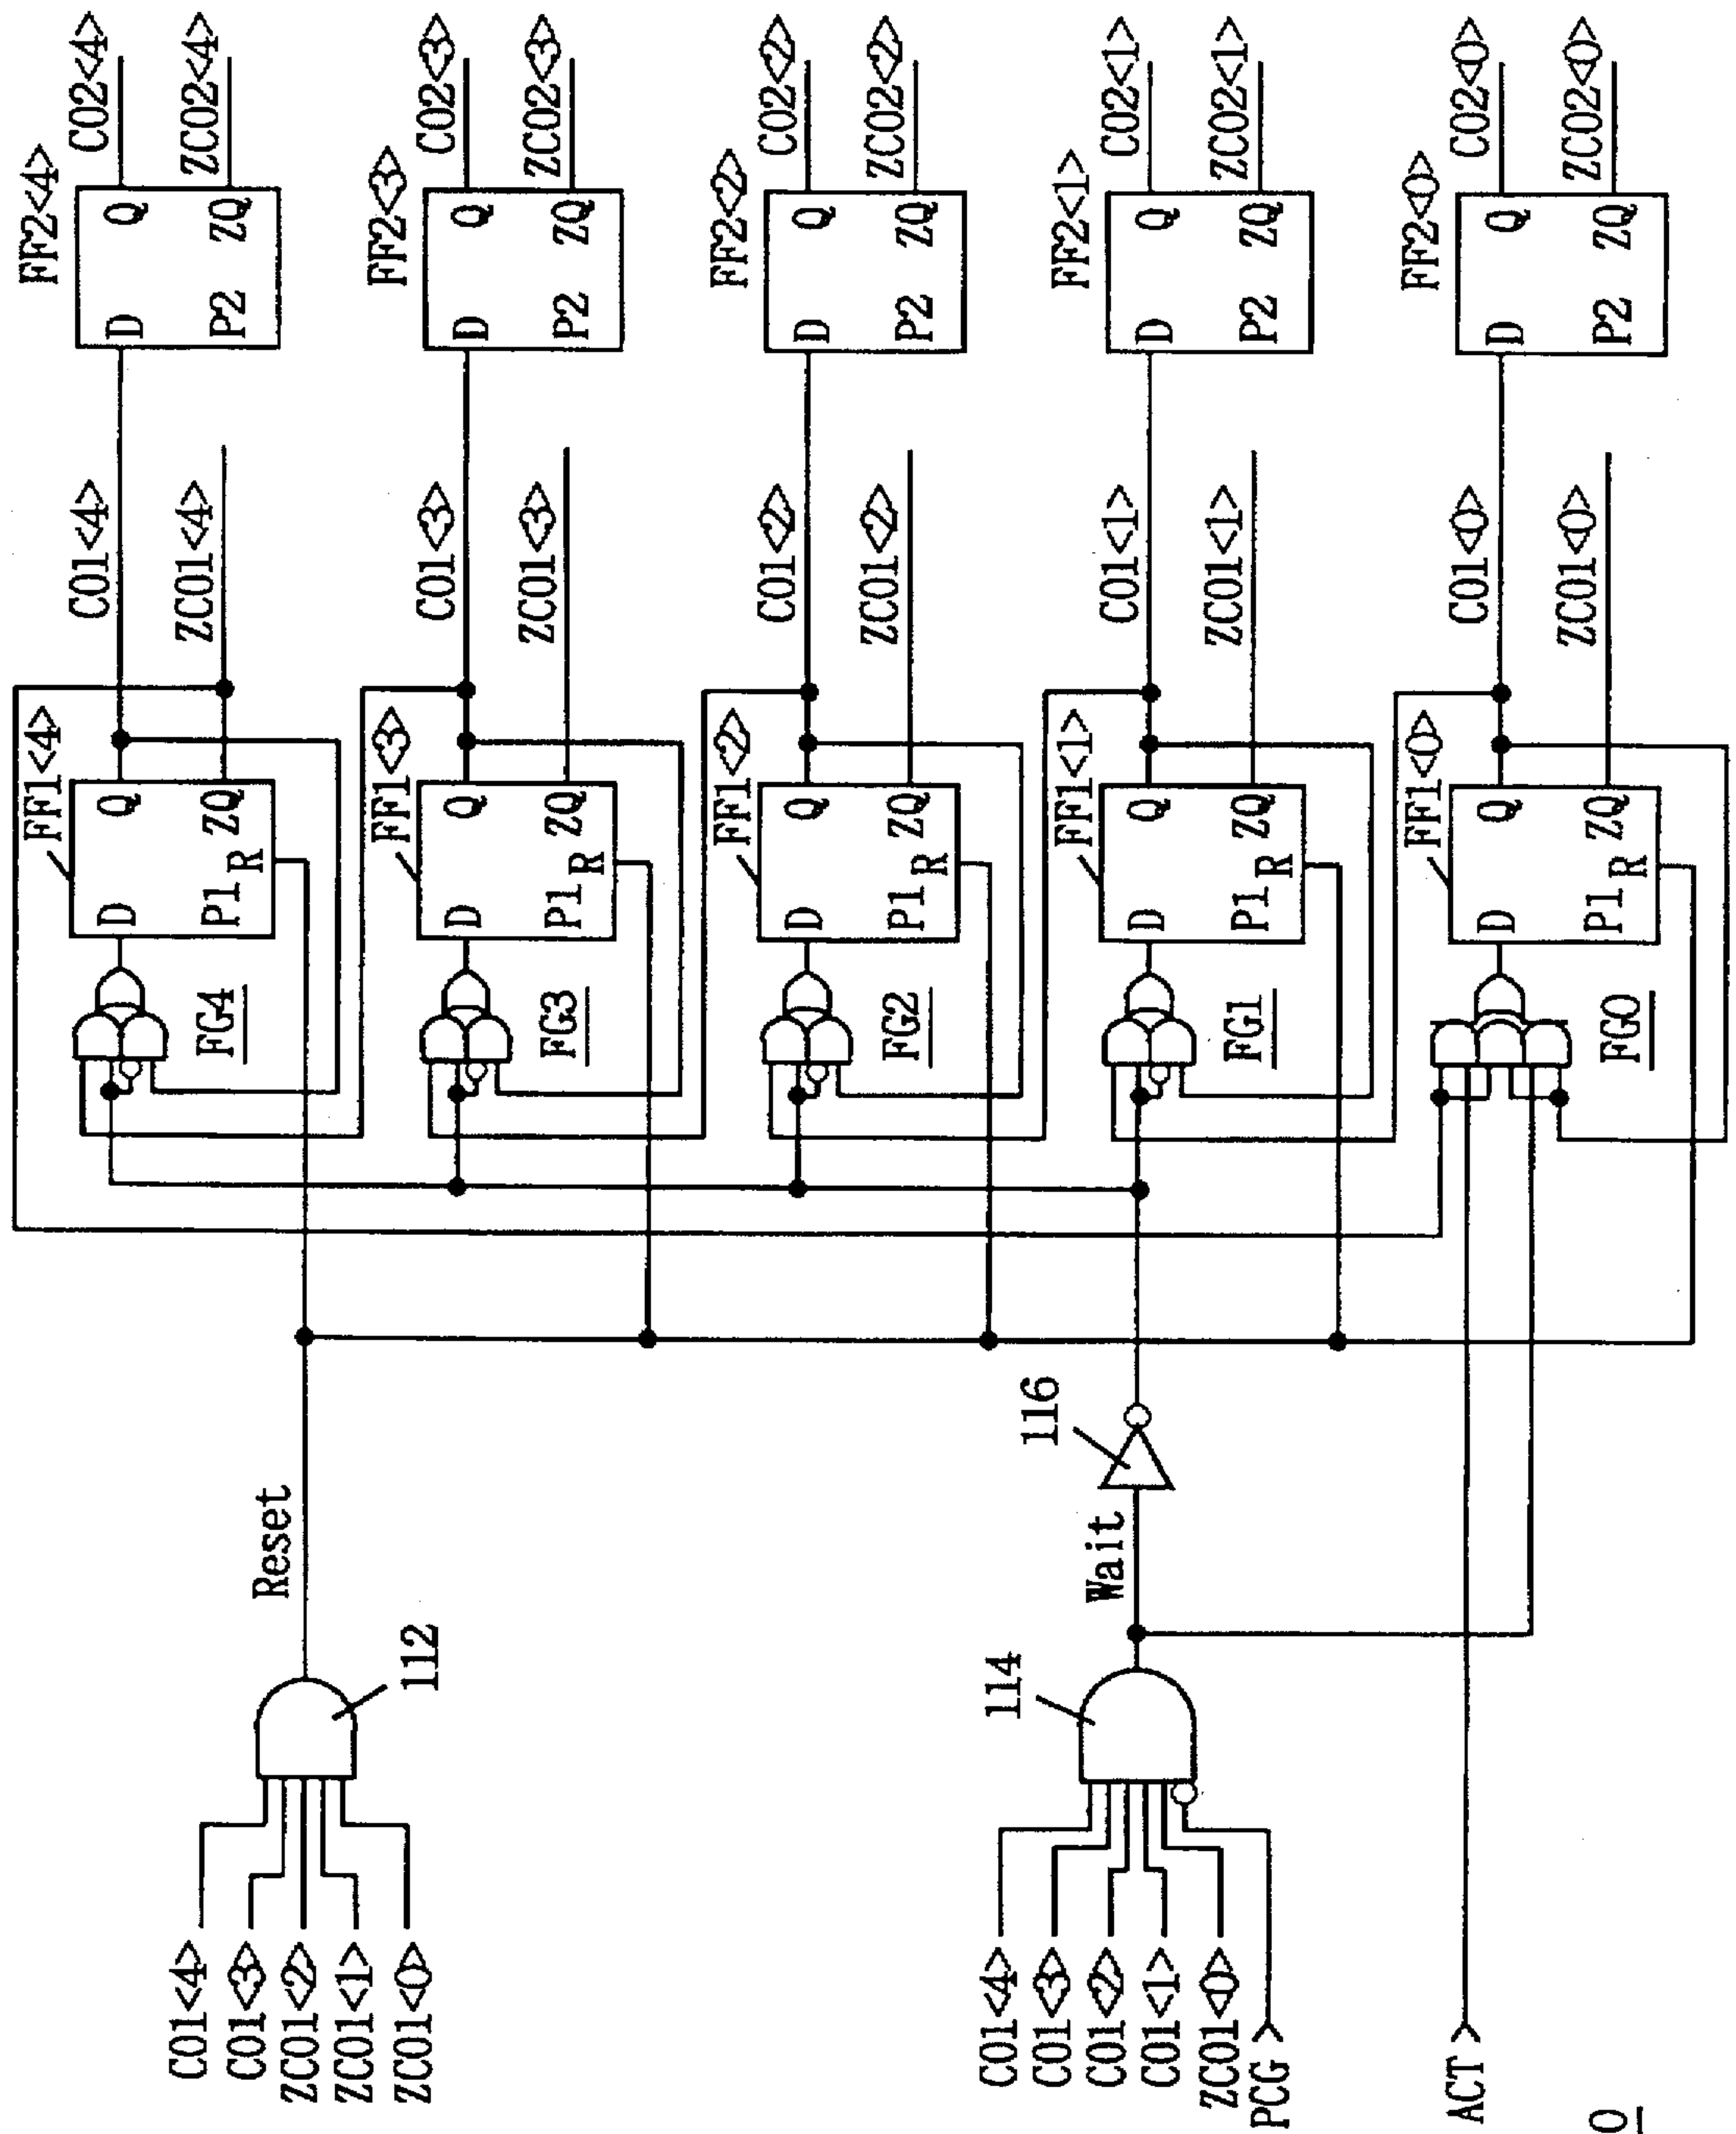 FF2<4>
CO2<4>
ZCO2<4>
D
Q
P2
ZQ
FF2<3>
CO2<3>
ZCO2<3>
D
Q
P2
ZQ
FF2<2>
CO2<2>
ZCO2<2>
D
Q
P2
ZQ
FF2<1>
CO2<1>
ZCO2<1>
D
Q
P2
ZQ
FF2<0>
CO2<0>
ZCO2<0>
D
Q
P2
ZQ
FF1<4>
CO1<4>
ZCO1<4>
D
Q
P1
R
ZQ
FG4
FF1<3>
CO1<3>
ZCO1<3>
D
Q
P1
R
ZQ
FG3
FF1<2>
CO1<2>
ZCO1<2>
D
Q
P1
R
ZQ
FG2
FF1<1>
CO1<1>
ZCO1<1>
D
Q
P1
R
ZQ
FG1
FF1<0>
CO1<0>
ZCO1<0>
D
Q
P1
R
ZQ
FG0
Reset
112
CO1<4>
CO1<3>
ZCO1<2>
ZCO1<1>
ZCO1<0>
116
Wait
114
CO1<4>
CO1<3>
CO1<2>
CO1<1>
ZCO1<0>
PCG
ACT
0